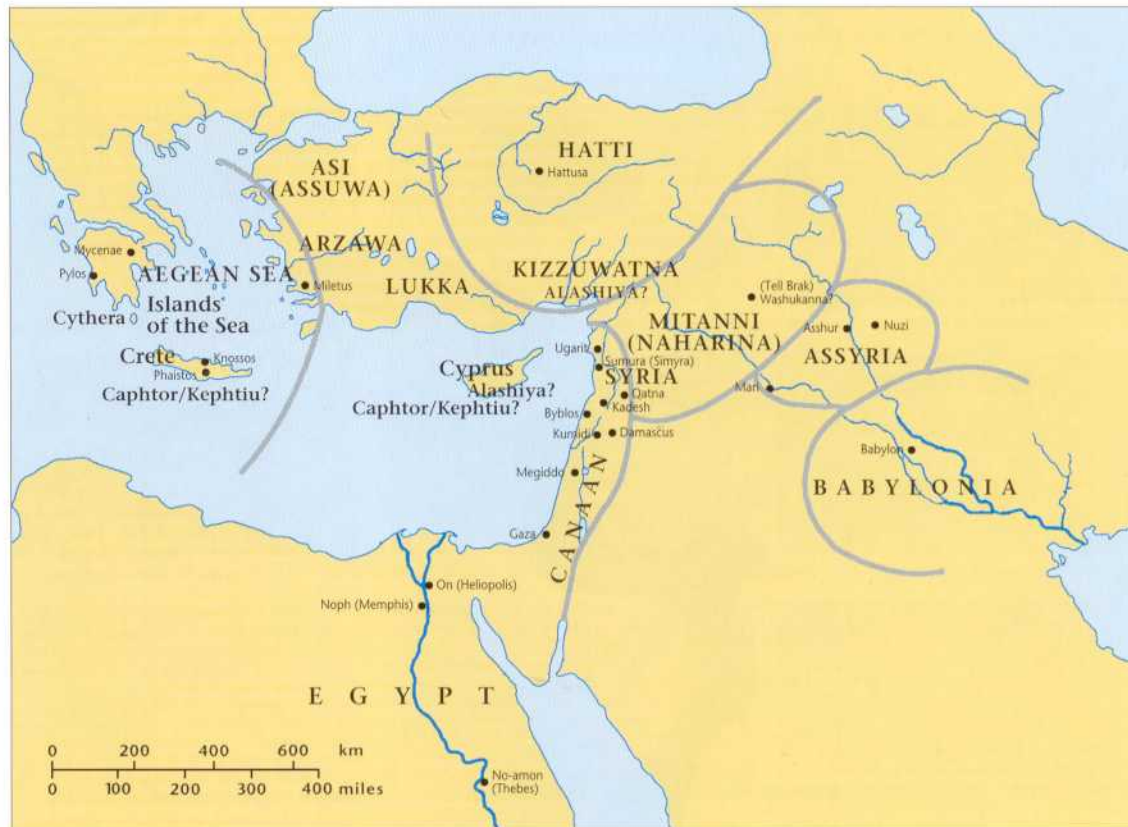 HATTI
Hattusa
ASI
(ASSUWA)
Mycenae
ARZAWA
Pylos
AEGEAN SEA
Miletus
LUKKA
KIZZUWATNA
ALASHIYA?
(Tell Brak)
Washukanna?
Islands
of the Sea
Cythera
MITANNI
(NAHARINA)
Asshur
Nuzi
ASSYRIA
Ugarit
Crete
Knossos
Phaistos
Caphtor/Kephtiu?
Cyprus
Alashiya?
Caphtor/Kephtiu?
Sumura (Simyra)
SYRIA
Qatna
Kadesh
Mari
Byblos
Kumidi
Damascus
Babylon
Megiddo
CANAAN
BABYLONIA
Gaza
On (Heliopolis)
Noph (Memphis)
EGYPT
0 200 400 600 km
0 100 200 300 400 miles
No-amon
(Thebes)